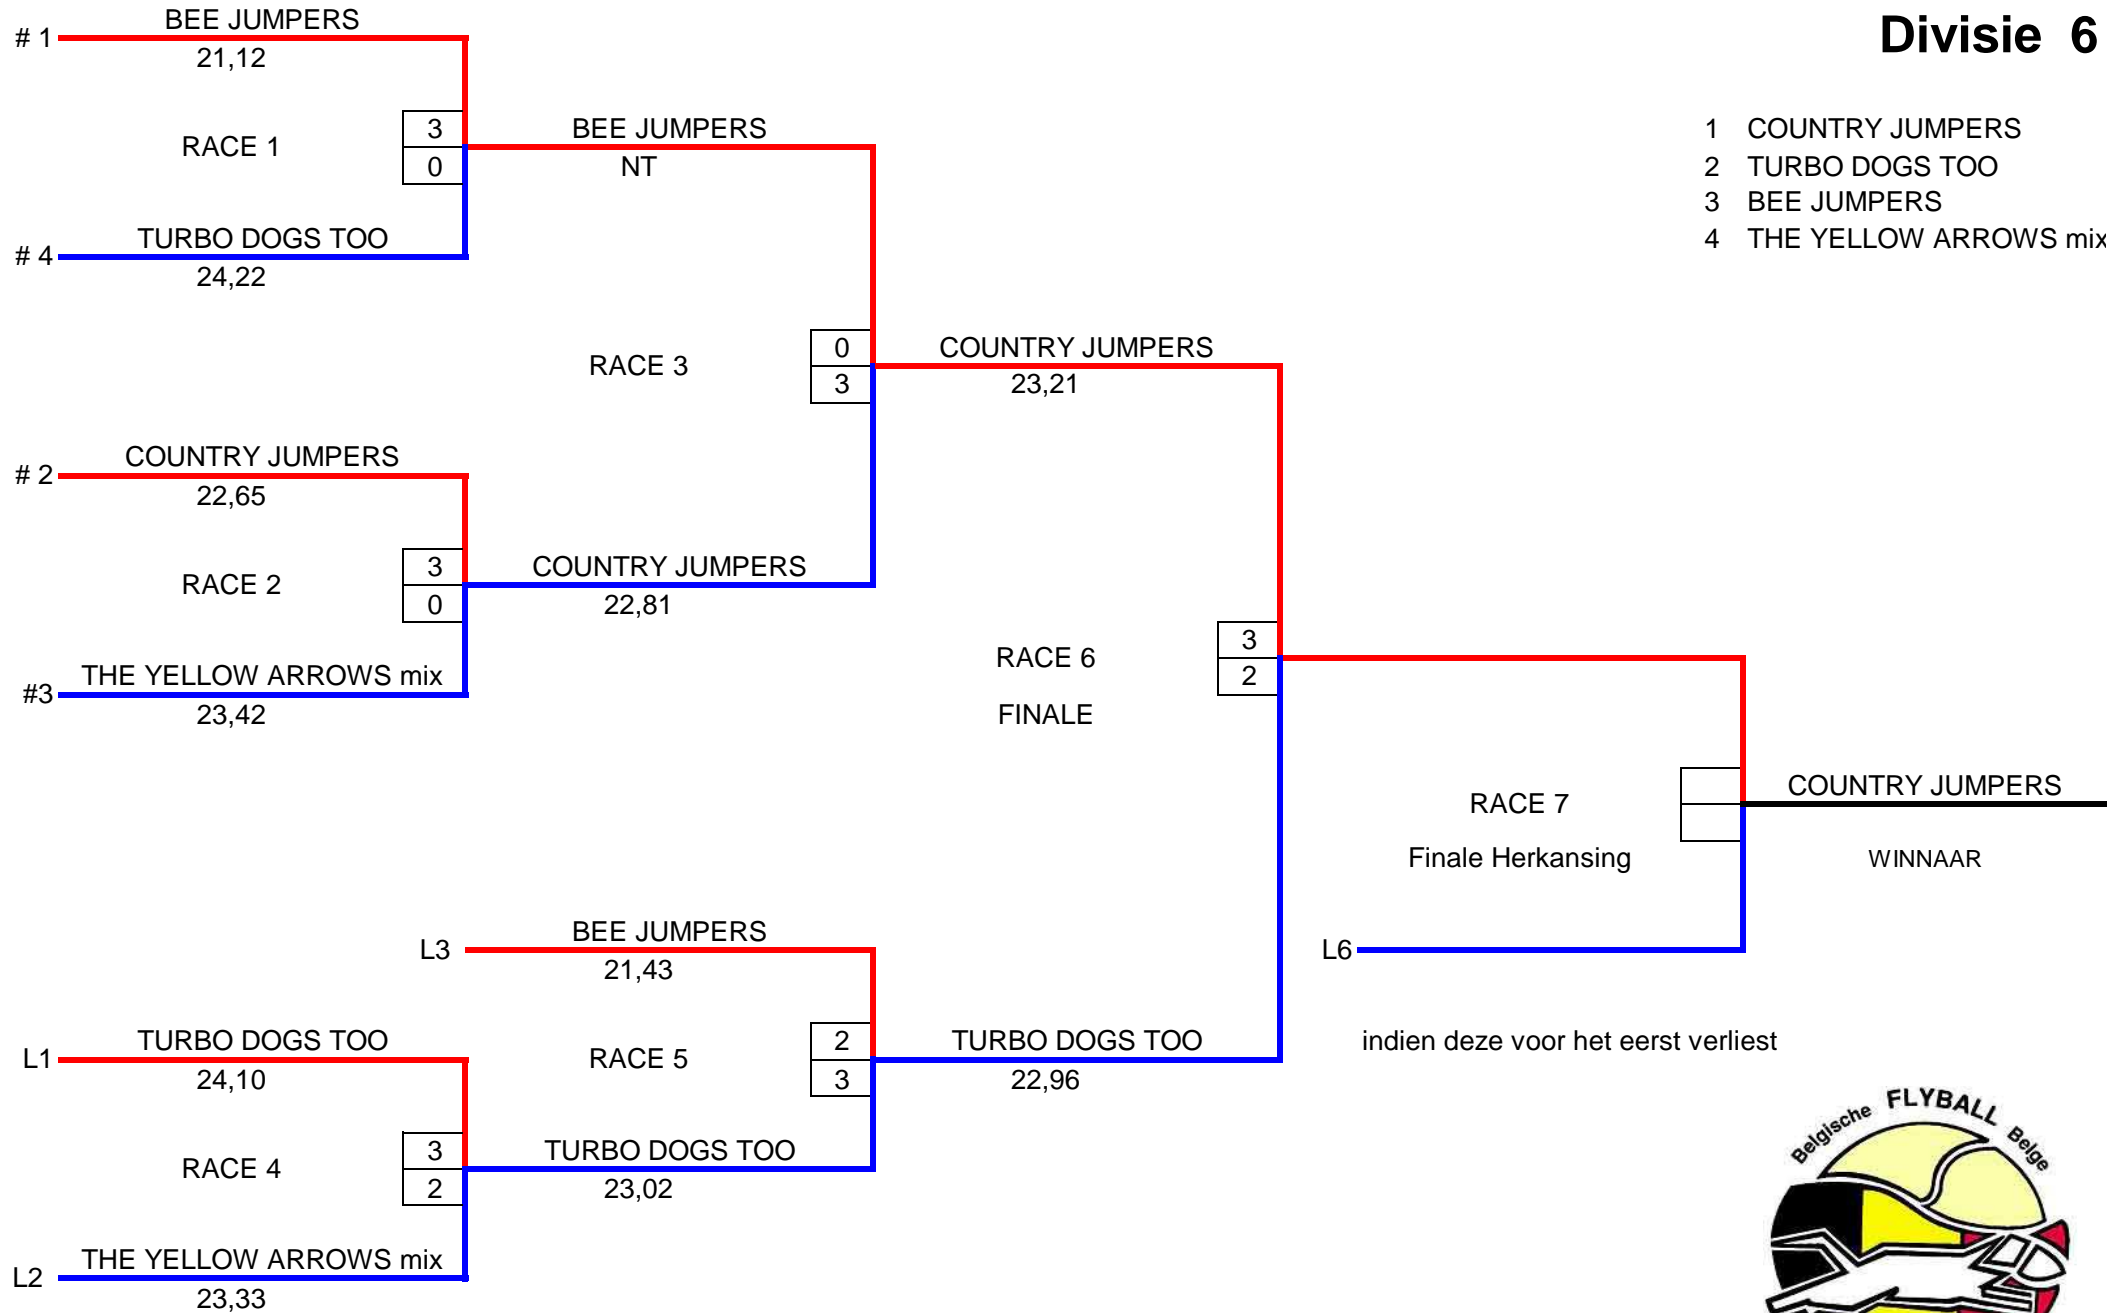 Divisie 6
1 COUNTRY JUMPERS
2 TURBO DOGS TOO
3 BEE JUMPERS
4 THE YELLOW ARROWS mix
# 1 BEE JUMPERS
21,12
RACE 1
3
0
# 4 TURBO DOGS TOO
24,22
BEE JUMPERS
NT
RACE 3
0
3
COUNTRY JUMPERS
23,21
# 2 COUNTRY JUMPERS
22,65
RACE 2
3
0
COUNTRY JUMPERS
22,81
#3 THE YELLOW ARROWS mix
23,42
RACE 6
FINALE
3
2
RACE 7
Finale Herkansing
COUNTRY JUMPERS
WINNAAR
L3 BEE JUMPERS
21,43
L6
indien deze voor het eerst verliest
L1 TURBO DOGS TOO
24,10
RACE 5
2
3
TURBO DOGS TOO
22,96
RACE 4
3
2
TURBO DOGS TOO
23,02
L2 THE YELLOW ARROWS mix
23,33
Belgische FLYBALL Belge